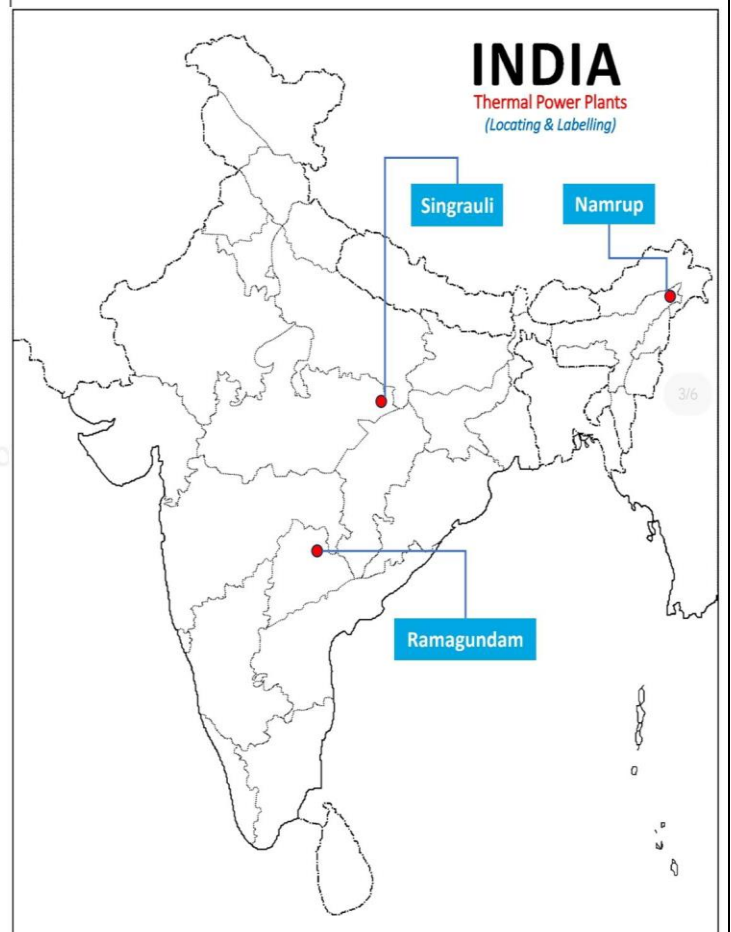 INDIA
Thermal Power Plants
(Locating & Labelling)
Singrauli
Namrup
3/6
Ramagundam